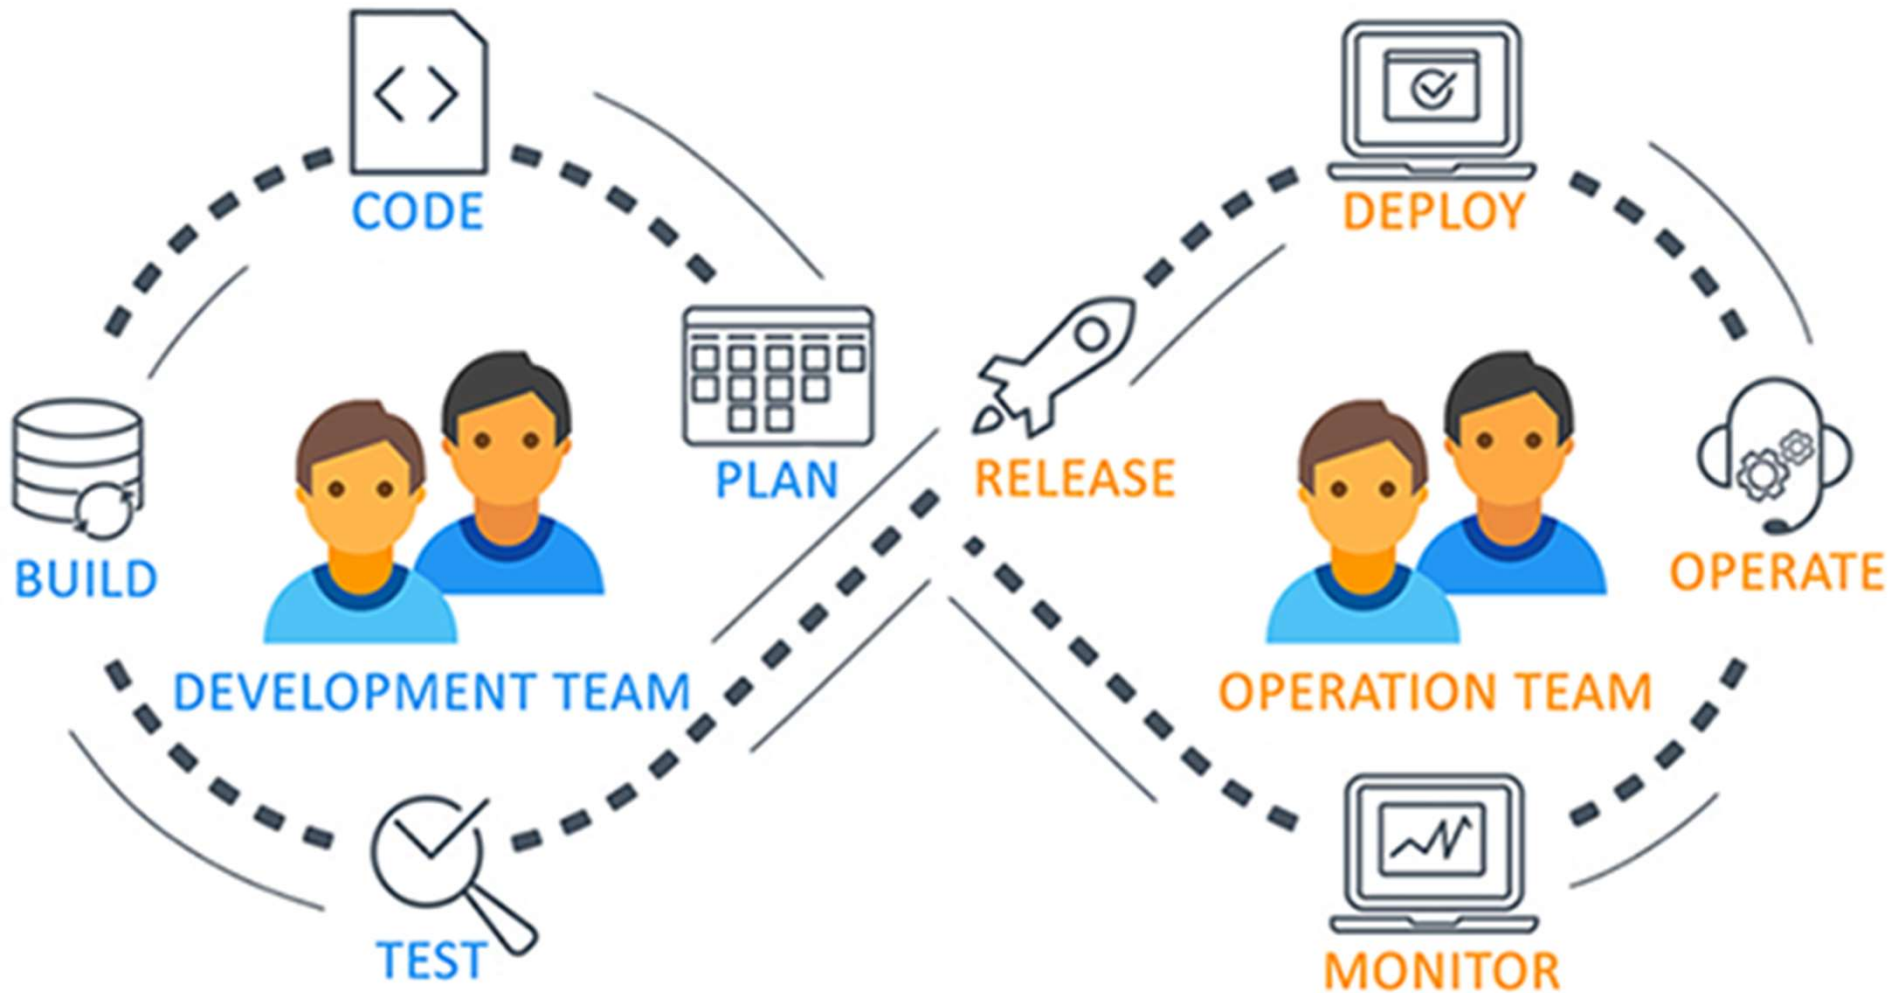 CODE
DEPLOY
PLAN
RELEASE
BUILD
OPERATE
DEVELOPMENT TEAM
OPERATION TEAM
TEST
MONITOR